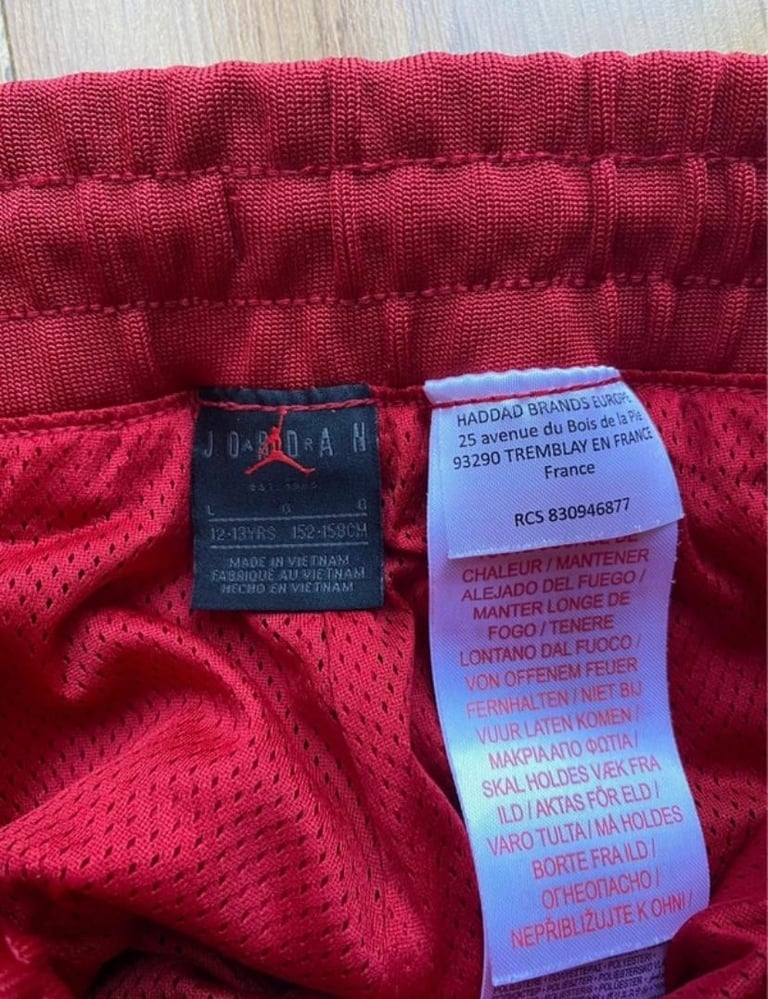 JORDAN
L G G
12-13YRS 152-158CM
MADE IN VIETNAM
FABRIQUÉ AU VIETNAM
HECHO EN VIETNAM
HADDAD BRANDS EUROPE
25 avenue du Bois de la Pie
93290 TREMBLAY EN FRANCE
France
RCS 830946877
CHALEUR / MANTENER
ALEJADO DEL FUEGO /
MANTER LONGE DE
FOGO / TENERE
LONTANO DAL FUOCO /
VON OFFENEM FEUER
FERNHALTEN / NIET BIJ
VUUR LATEN KOMEN /
ΜΑΚΡΙΑ ΑΠΟ ΦΩΤΙΑ /
SKAL HOLDES VÆK FRA
ILD / AKTAS FÖR ELD /
VARO TULTA / MÅ HOLDES
BORTE FRA ILD /
ОГНЕОПАСНО /
NEPŘIBLIŽUJTE K OHNI /